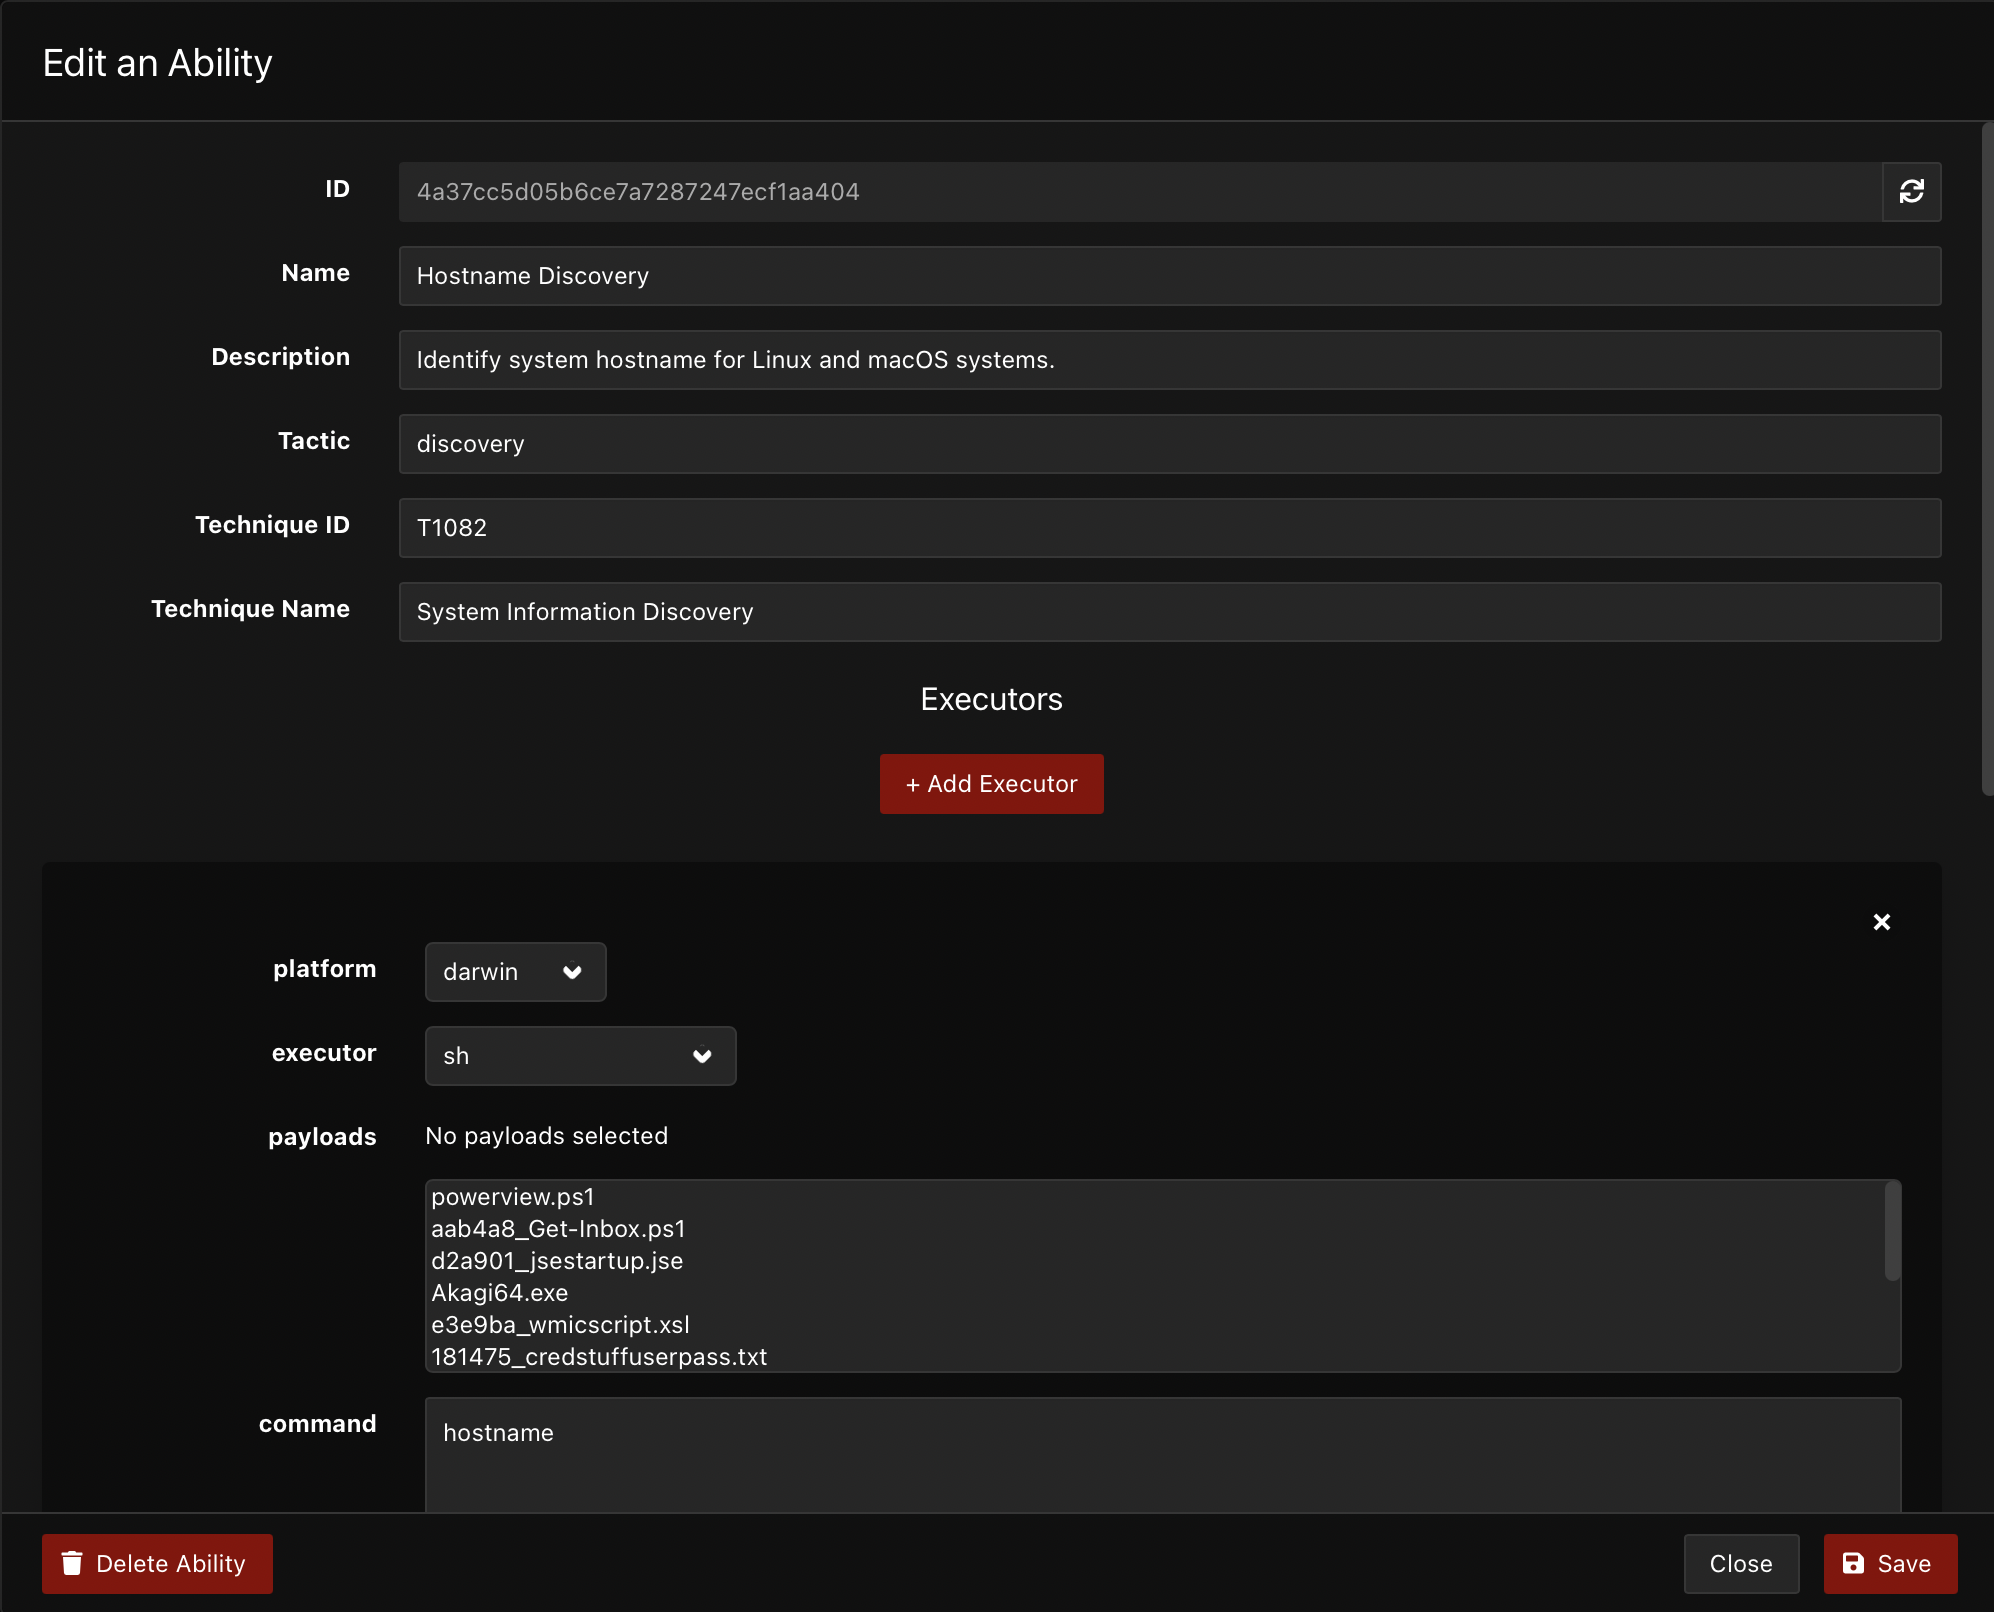 Edit an Ability
ID 4a37cc5d05b6ce7a7287247ecf1aa404
Name Hostname Discovery
Description Identify system hostname for Linux and macOS systems.
Tactic discovery
Technique ID T1082
Technique Name System Information Discovery
Executors
+ Add Executor
platform darwin
executor sh
payloads No payloads selected
powerview.ps1
aab4a8_Get-Inbox.ps1
d2a901_jsestartup.jse
Akagi64.exe
e3e9ba_wmicscript.xsl
181475_credstuffuserpass.txt
command hostname
Delete Ability Close Save